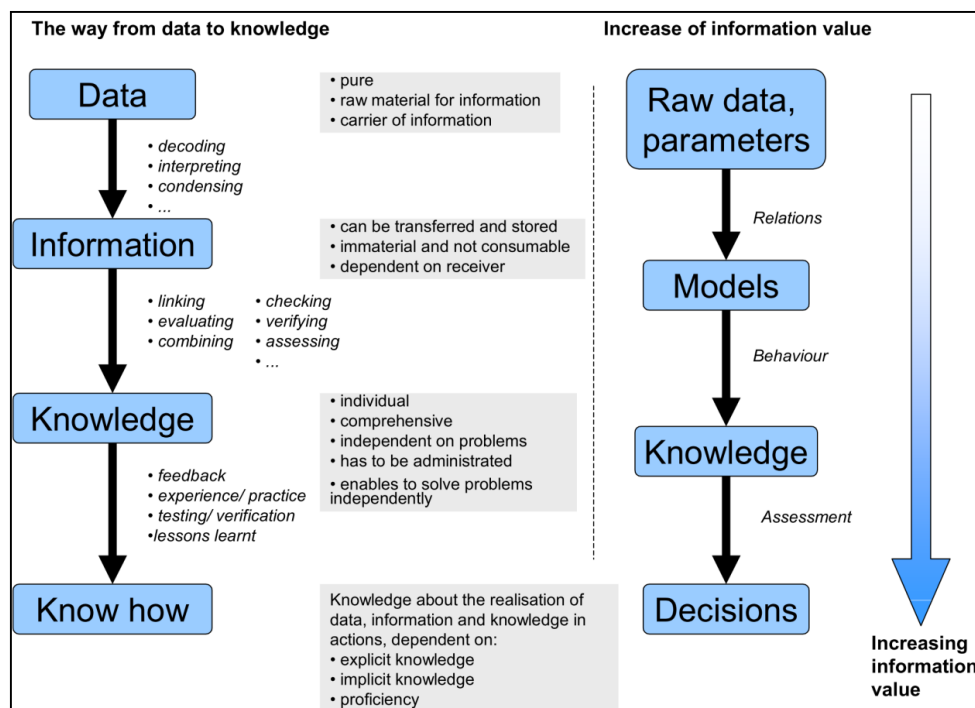 The way from data to knowledge
Increase of information value
Data
• pure
• raw material for information
• carrier of information
• decoding
• interpreting
• condensing
• ...
Information
• can be transferred and stored
• immaterial and not consumable
• dependent on receiver
• linking
• evaluating
• combining
• checking
• verifying
• assessing
• ...
Knowledge
• individual
• comprehensive
• independent on problems
• has to be administrated
• enables to solve problems
independently
• feedback
• experience/ practice
• testing/ verification
•lessons learnt
Know how
Knowledge about the realisation of
data, information and knowledge in
actions, dependent on:
• explicit knowledge
• implicit knowledge
• proficiency
Raw data,
parameters
Relations
Models
Behaviour
Knowledge
Assessment
Decisions
Increasing
information
value